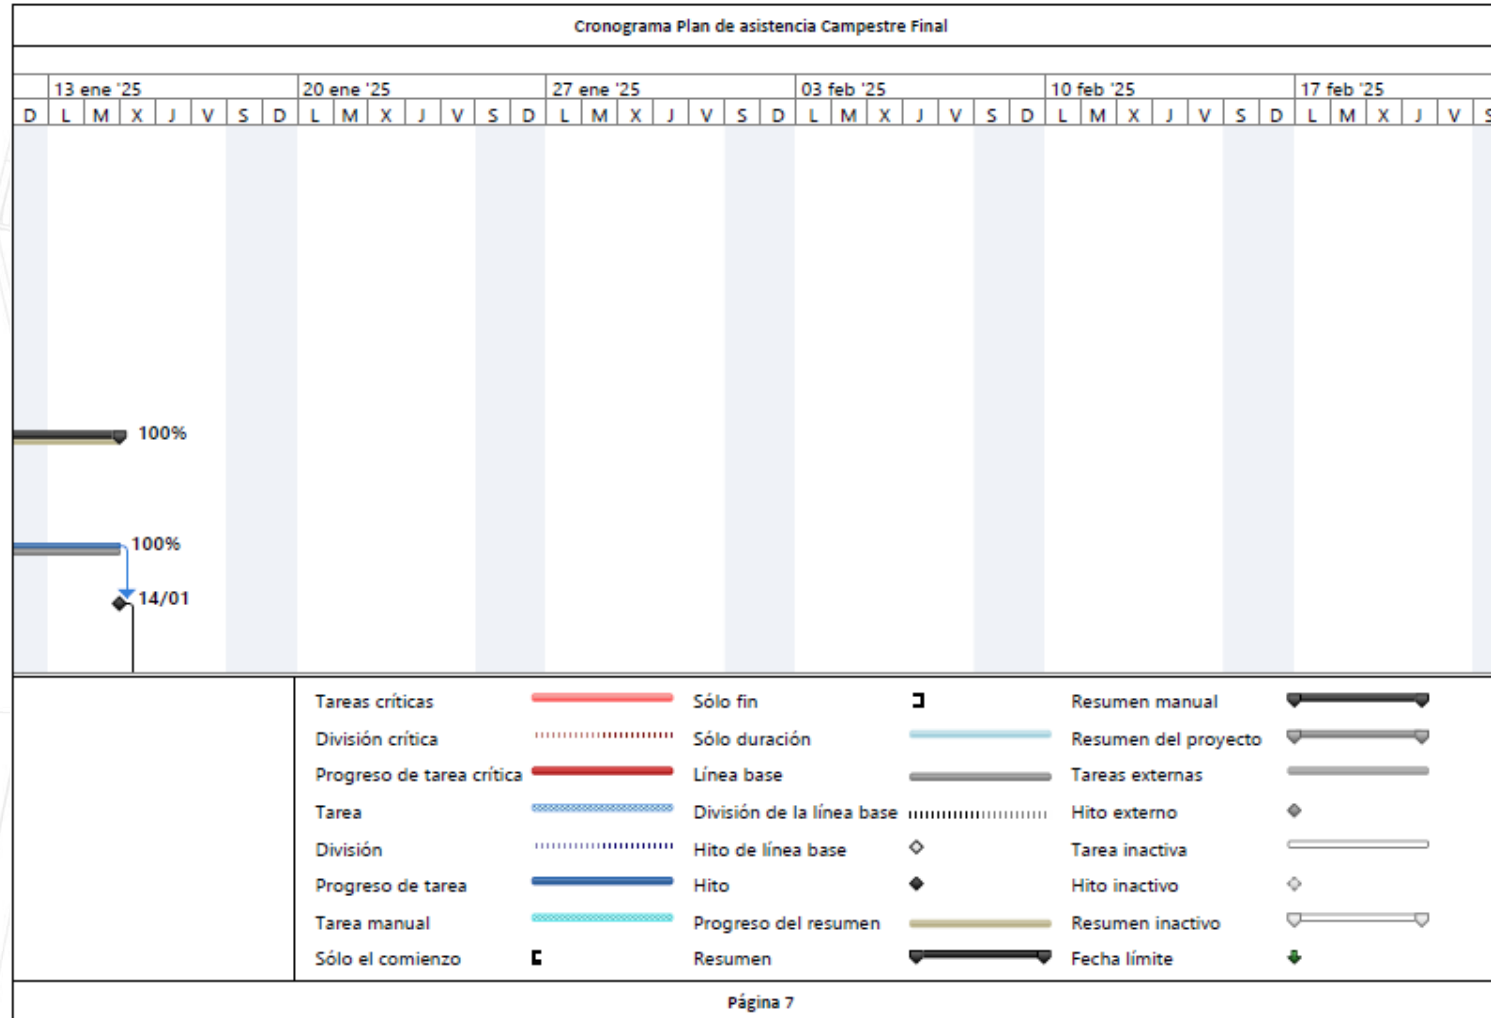 Cronograma Plan de asistencia Campestre Final
13 ene '25 20 ene '25 27 ene '25 03 feb '25 10 feb '25 17 feb '25
D L M X J V S D L M X J V S D L M X J V S D L M X J V S D L M X J V S D L M X J V S
100%
100%
14/01
Tareas críticas Sólo fin Resumen manual
División crítica Sólo duración Resumen del proyecto
Progreso de tarea crítica Línea base Tareas externas
Tarea División de la línea base Hito externo
División Hito de línea base Tarea inactiva
Progreso de tarea Hito Hito inactivo
Tarea manual Progreso del resumen Resumen inactivo
Sólo el comienzo Resumen Fecha límite
Página 7